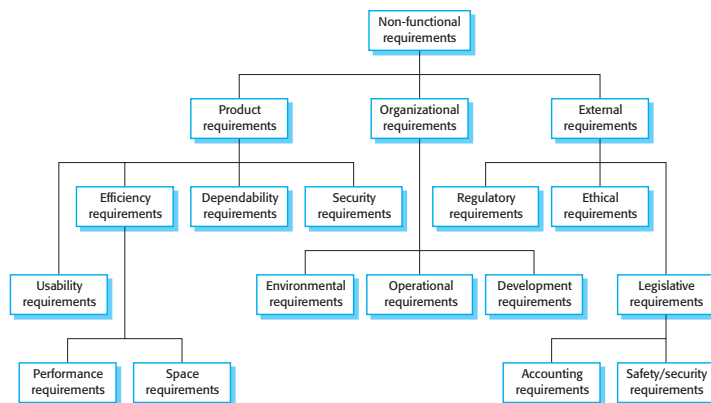 Non-functional
requirements
Product
requirements
Organizational
requirements
External
requirements
Efficiency
requirements
Dependability
requirements
Security
requirements
Regulatory
requirements
Ethical
requirements
Usability
requirements
Environmental
requirements
Operational
requirements
Development
requirements
Legislative
requirements
Performance
requirements
Space
requirements
Accounting
requirements
Safety/security
requirements